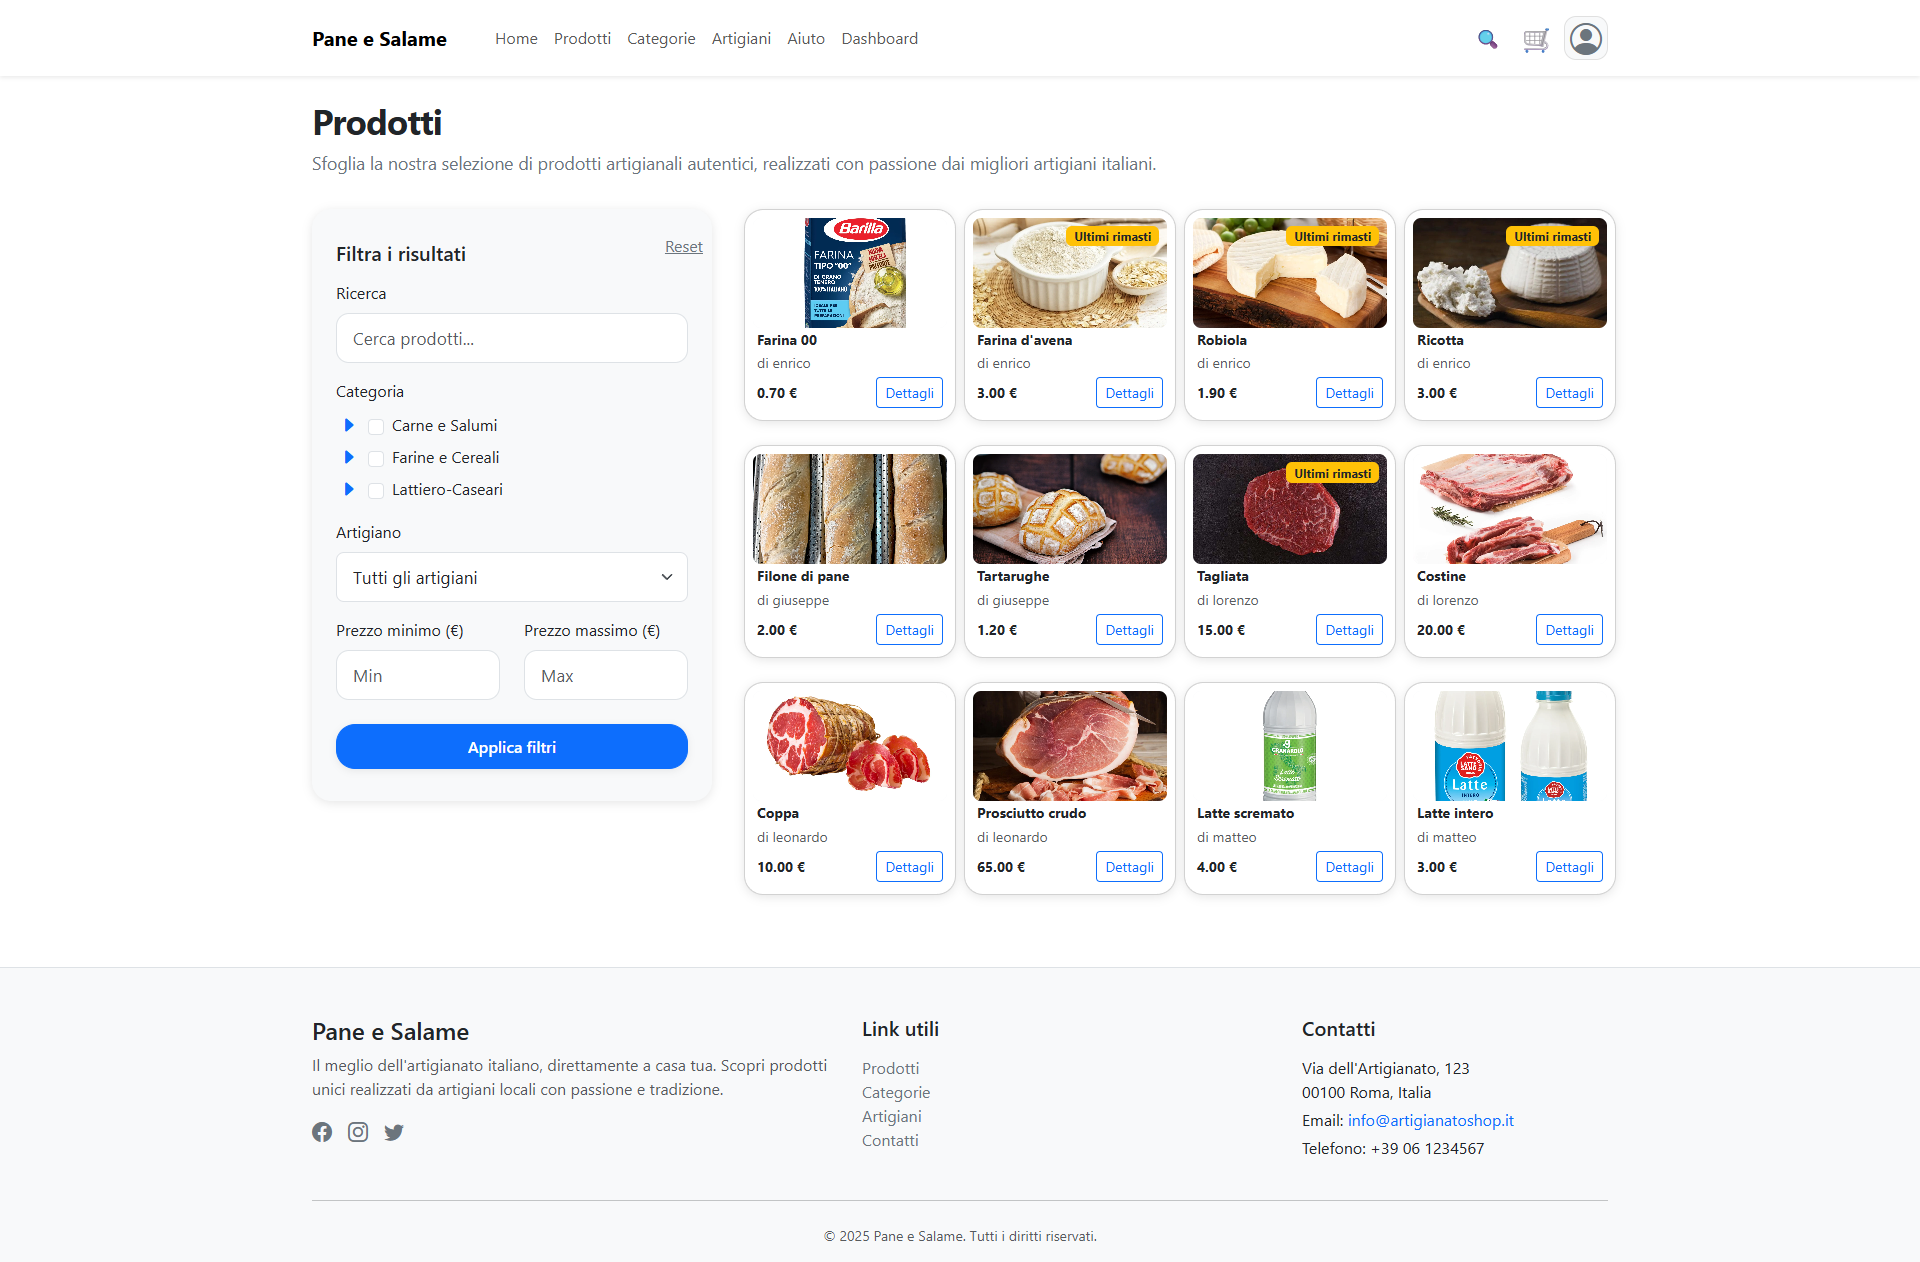 Pane e Salame
Home
Prodotti
Categorie
Artigiani
Aiuto
Dashboard
Prodotti
Sfoglia la nostra selezione di prodotti artigianali autentici, realizzati con passione dai migliori artigiani italiani.
Filtra i risultati
Reset
Ricerca
Cerca prodotti...
Categoria
Carne e Salumi
Farine e Cereali
Lattiero-Caseari
Artigiano
Tutti gli artigiani
Prezzo minimo (€)
Prezzo massimo (€)
Min
Max
Applica filtri
Barilla
FARINA
TIPO "00"
DI GRANO
TENERO
100% ITALIANO
Farina 00
di enrico
0.70 €
Dettagli
Ultimi rimasti
Farina d'avena
di enrico
3.00 €
Dettagli
Ultimi rimasti
Robiola
di enrico
1.90 €
Dettagli
Ultimi rimasti
Ricotta
di enrico
3.00 €
Dettagli
Filone di pane
di giuseppe
2.00 €
Dettagli
Tartarughe
di giuseppe
1.20 €
Dettagli
Ultimi rimasti
Tagliata
di lorenzo
15.00 €
Dettagli
Costine
di lorenzo
20.00 €
Dettagli
Coppa
di leonardo
10.00 €
Dettagli
Prosciutto crudo
di leonardo
65.00 €
Dettagli
GRANAROLO
Latte
Scremato
Latte scremato
di matteo
4.00 €
Dettagli
Latte
INTERO
Latte intero
di matteo
3.00 €
Dettagli
Pane e Salame
Il meglio dell'artigianato italiano, direttamente a casa tua. Scopri prodotti
unici realizzati da artigiani locali con passione e tradizione.
Link utili
Prodotti
Categorie
Artigiani
Contatti
Contatti
Via dell'Artigianato, 123
00100 Roma, Italia
Email: info@artigianatoshop.it
Telefono: +39 06 1234567
© 2025 Pane e Salame. Tutti i diritti riservati.